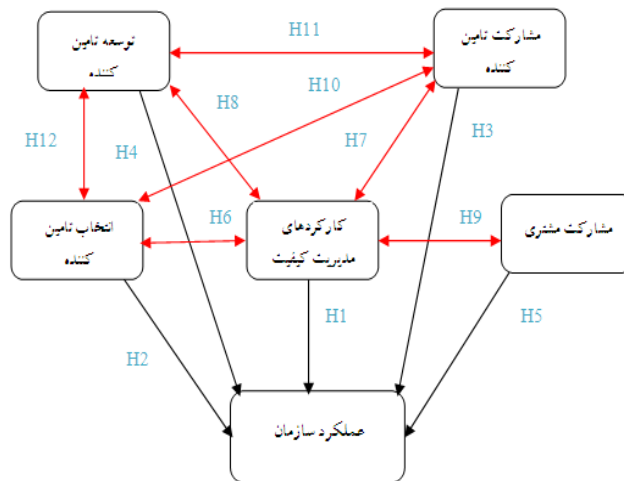 H11
توسعه تامین
کننده
مشارکت تامین
کننده
H10
H8
H12
H4
H7
H3
انتخاب تامین
کننده
H6
کارکردهای
مدیریت کیفیت
H9
مشارکت مشتری
H2
H1
H5
عملکرد سازمان